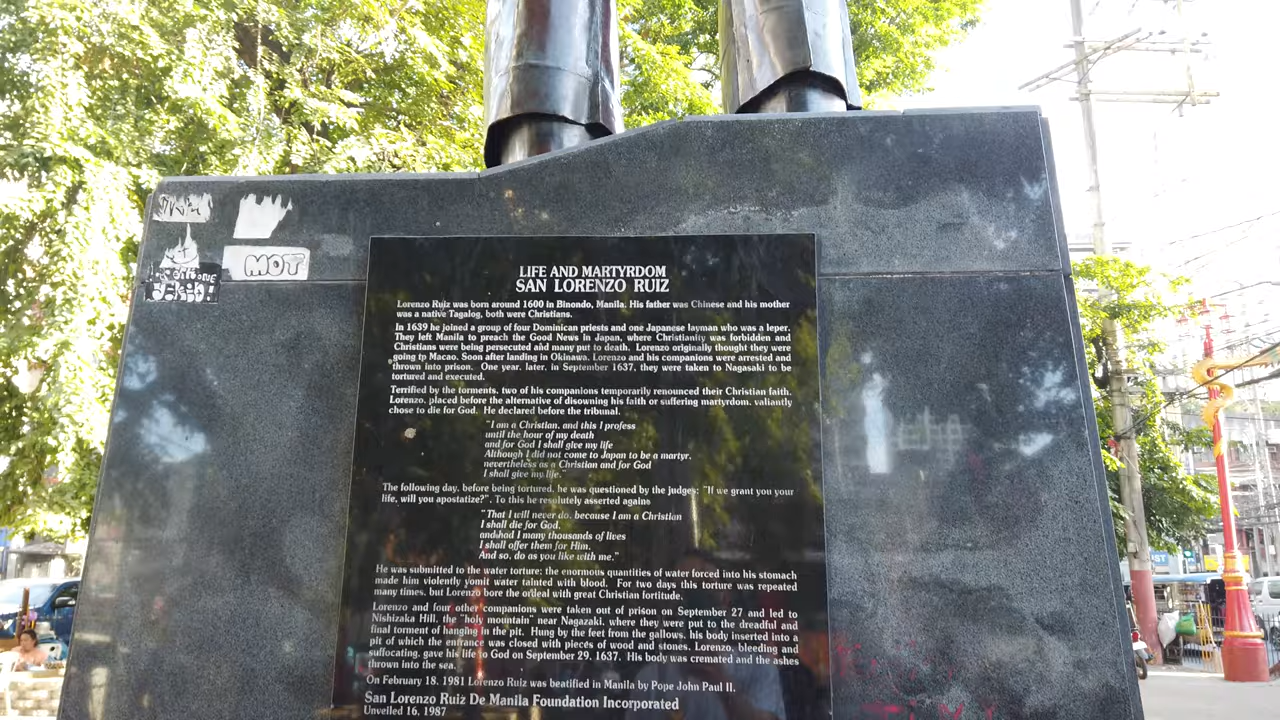 MOT
LIFE AND MARTYRDOM
SAN LORENZO RUIZ
Lorenzo Ruiz was born around 1600 in Binondo, Manila. His father was Chinese and his mother
was a native Tagalog, both were Christians.
In 1639 he joined a group of four Dominican priests and one Japanese layman who was a leper.
They left Manila to preach the Good News in Japan, where Christianity was forbidden and
Christians were being persecuted and many put to death. Lorenzo originally thought they were
going tp Macao. Soon after landing in Okinawa, Lorenzo and his companions were arrested and
thrown into prison. One year, later, in September 1637, they were taken to Nagasaki to be
tortured and executed.
Terrified by the torments, two of his companions temporarily renounced their Christian faith.
Lorenzo, placed before the alternative of disowning his faith or suffering martyrdom, valiantly
chose to die for God. He declared before the tribunal.
"I am a Christian, and this I profess
until the hour of my death
and for God I shall give my life
Although I did not come to Japan to be a martyr,
nevertheless as a Christian and for God
I shall give my life."
The following day, before being tortured, he was questioned by the judges: "If we grant you your
life, will you apostatize?". To this he resolutely asserted agains
"That I will never do, because I am a Christian
I shall die for God,
and had I many thousands of lives
I shall offer them for Him.
And so, do as you like with me."
He was submitted to the water torture; the enormous quantities of water forced into his stomach
made him violently vomit water tainted with blood. For two days this torture was repeated
many times, but Lorenzo bore the ordeal with great Christian fortitude.
Lorenzo and four other companions were taken out of prison on September 27 and led to
Nishizaka Hill, the "holy mountain" near Nagazaki, where they were put to the dreadful and
final torment of hanging in the pit. Hung by the feet from the gallows, his body inserted into a
pit of which the entrance was closed with pieces of wood and stones. Lorenzo, bleeding and
suffocating, gave his life to God on September 29, 1637. His body was cremated and the ashes
thrown into the sea.
On February 18, 1981 Lorenzo Ruiz was beatified in Manila by Pope John Paul II.
San Lorenzo Ruiz De Manila Foundation Incorporated
Unveiled 16, 1987